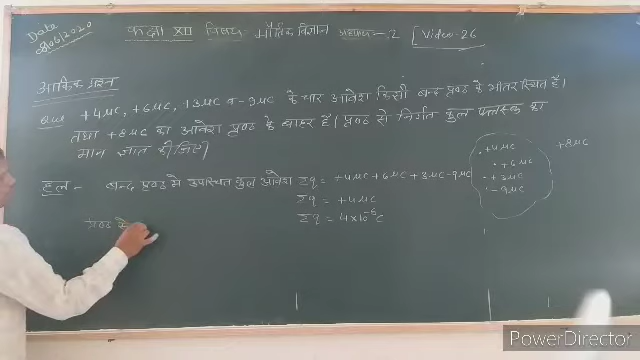 Date
08/06/2020
कक्षा XII विषय भौतिक विज्ञान अध्याय - 2 Video-26
आंकिक प्रश्न
Que +4μC, +6μC, +3μC व -9μC के चार आवेश किसी बन्द पृष्ठ के भीतर स्थित हैं।
तथा +8μC का आवेश पृष्ठ के बाहर है। पृष्ठ से निर्गत कुल फ्लक्स का
मान ज्ञात कीजिए।
हल - बन्द पृष्ठ में उपस्थित कुल आवेश Σq = +4μC+6μC+3μC-9μC
Σq = +4μC
Σq = 4×10⁻⁶C
पृष्ठ से
+4μC
+6μC
+3μC
-9μC
+8μC
PowerDirector